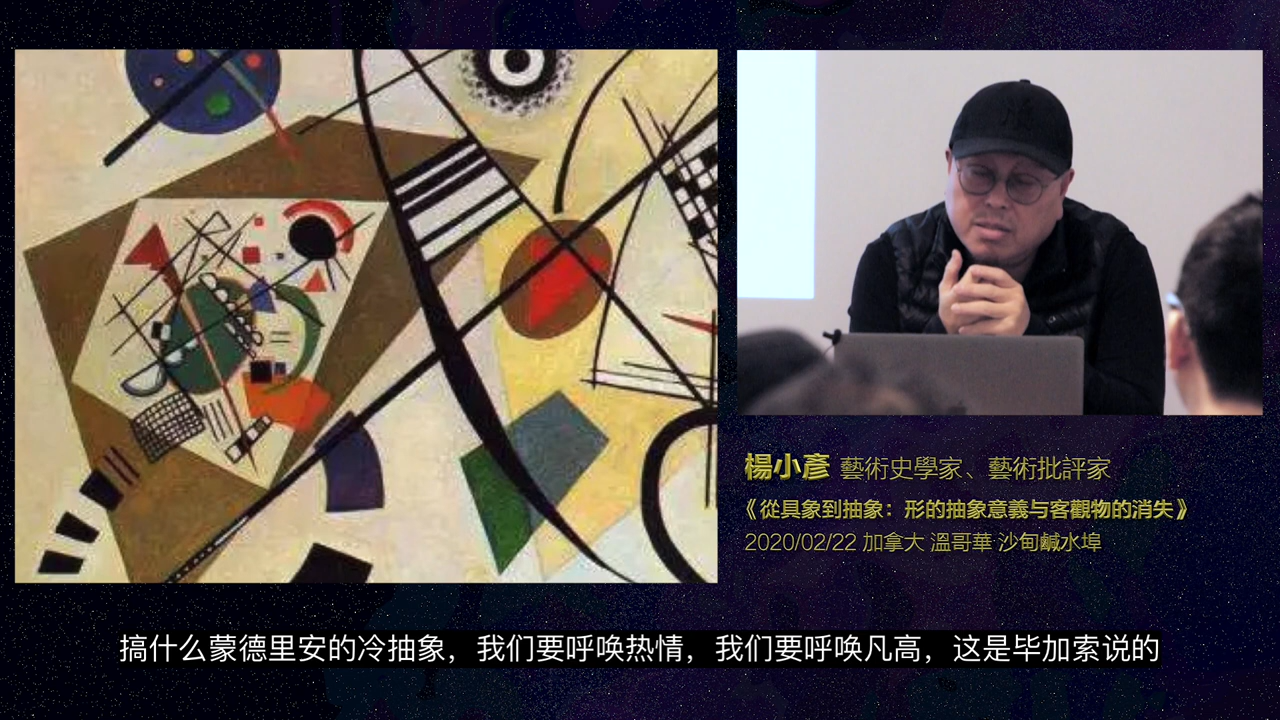 楊小彥 藝術史學家、藝術批評家
《從具象到抽象：形的抽象意義与客觀物的消失》
2020/02/22 加拿大 溫哥華 沙甸鹹水埠
搞什么蒙德里安的冷抽象，我们要呼唤热情，我们要呼唤凡高，这是毕加索说的